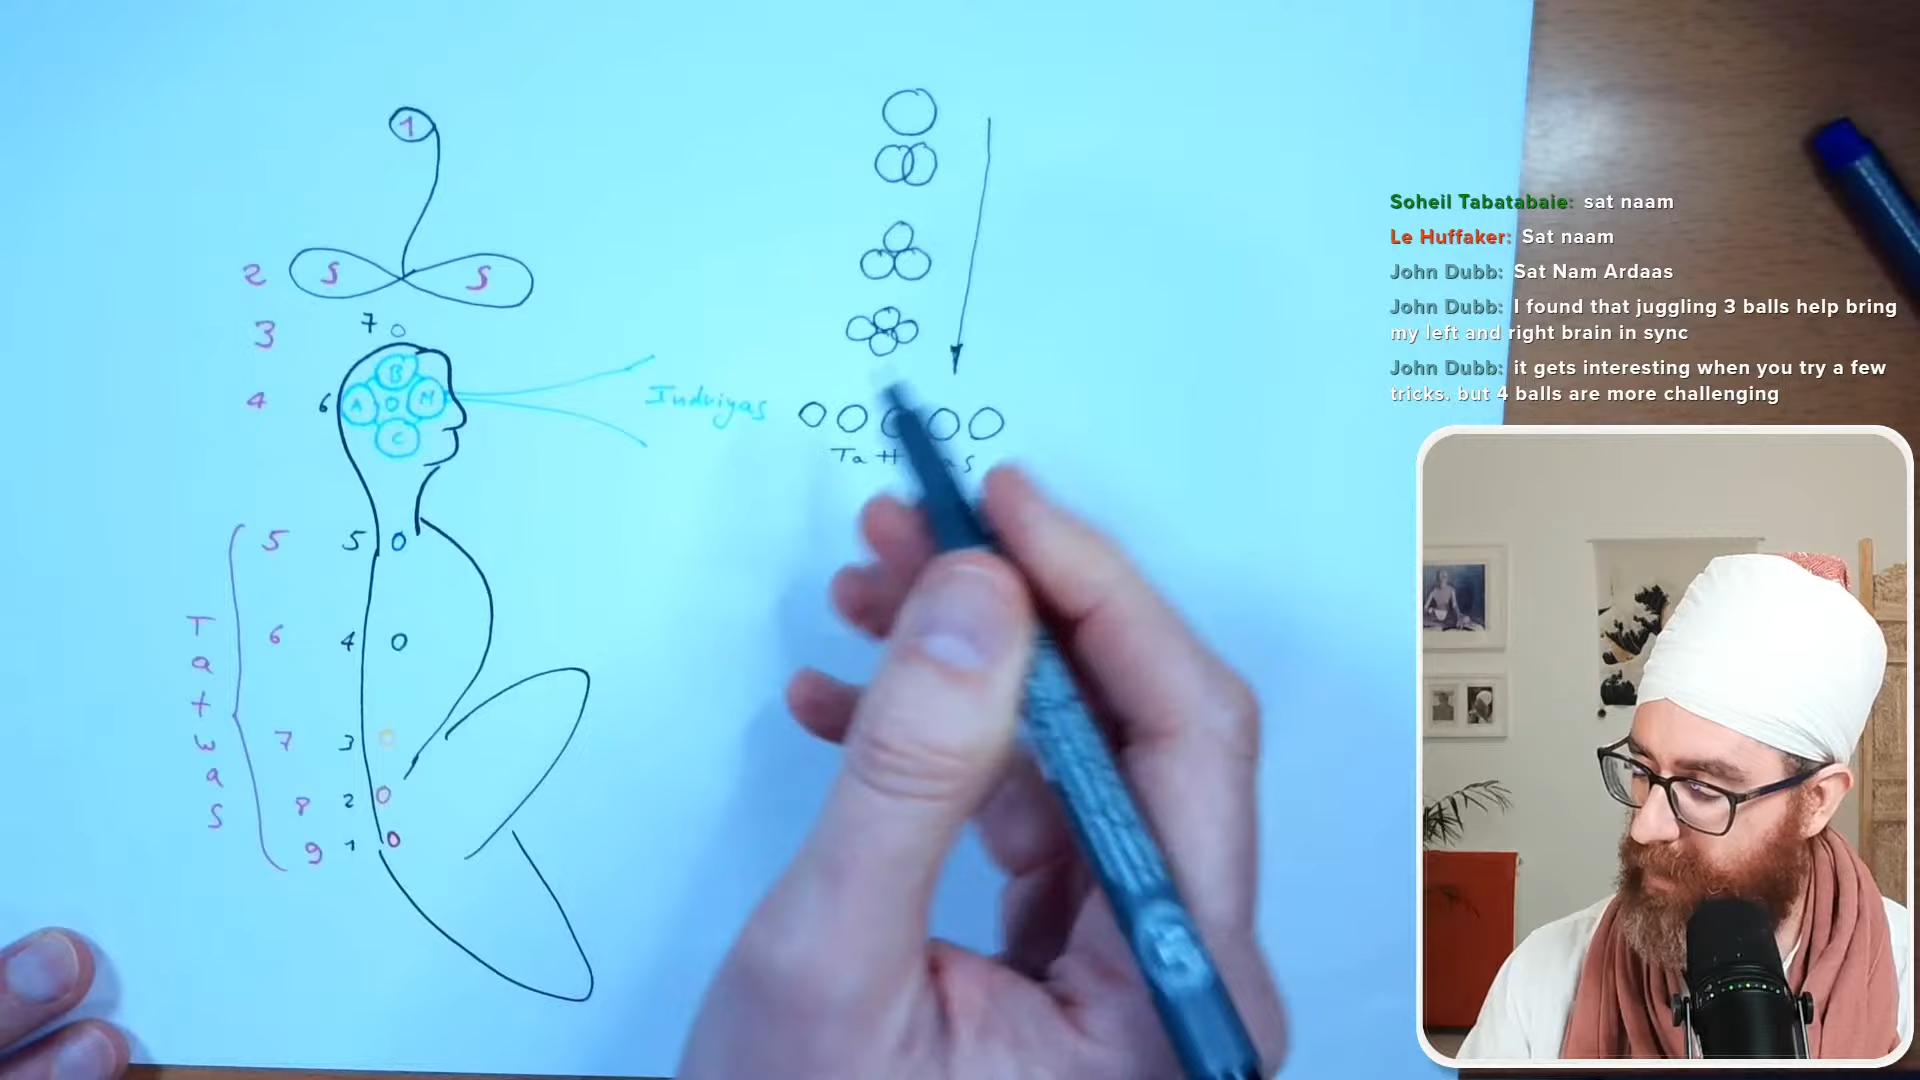 1
2 S S
3 7
4 6 B A M C Indriyas
Tattwas
5 5
6 4
7 3
8 2
9 1
Tatwas
Soheil Tabatabaie: sat naam
Le Huffaker: Sat naam
John Dubb: Sat Nam Ardaas
John Dubb: I found that juggling 3 balls help bring
my left and right brain in sync
John Dubb: it gets interesting when you try a few
tricks. but 4 balls are more challenging